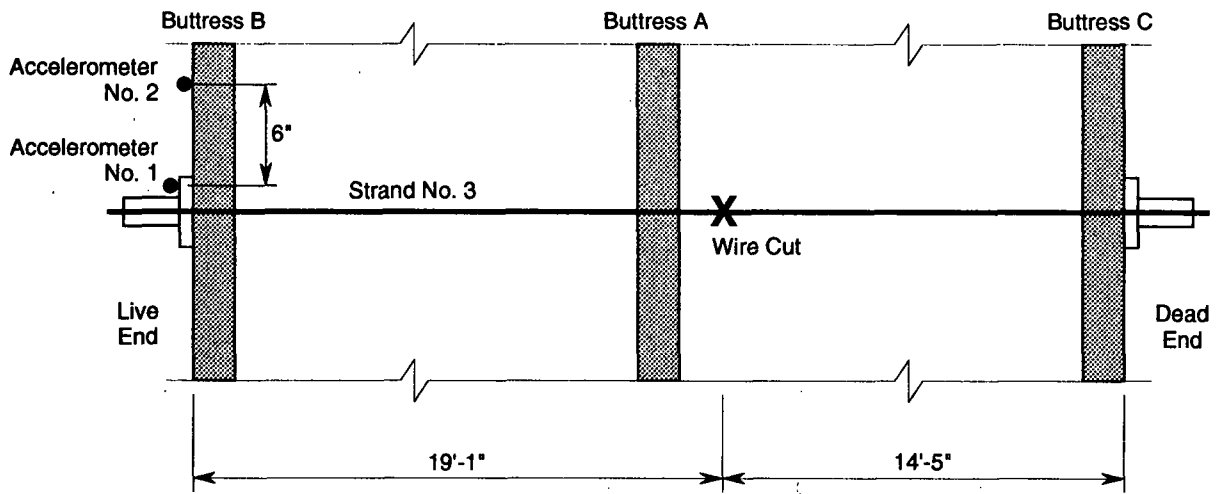 Buttress B
Buttress A
Buttress C
Accelerometer
No. 2
6"
Accelerometer
No. 1
Strand No. 3
X
Wire Cut
Live
End
Dead
End
19'-1"
14'-5"